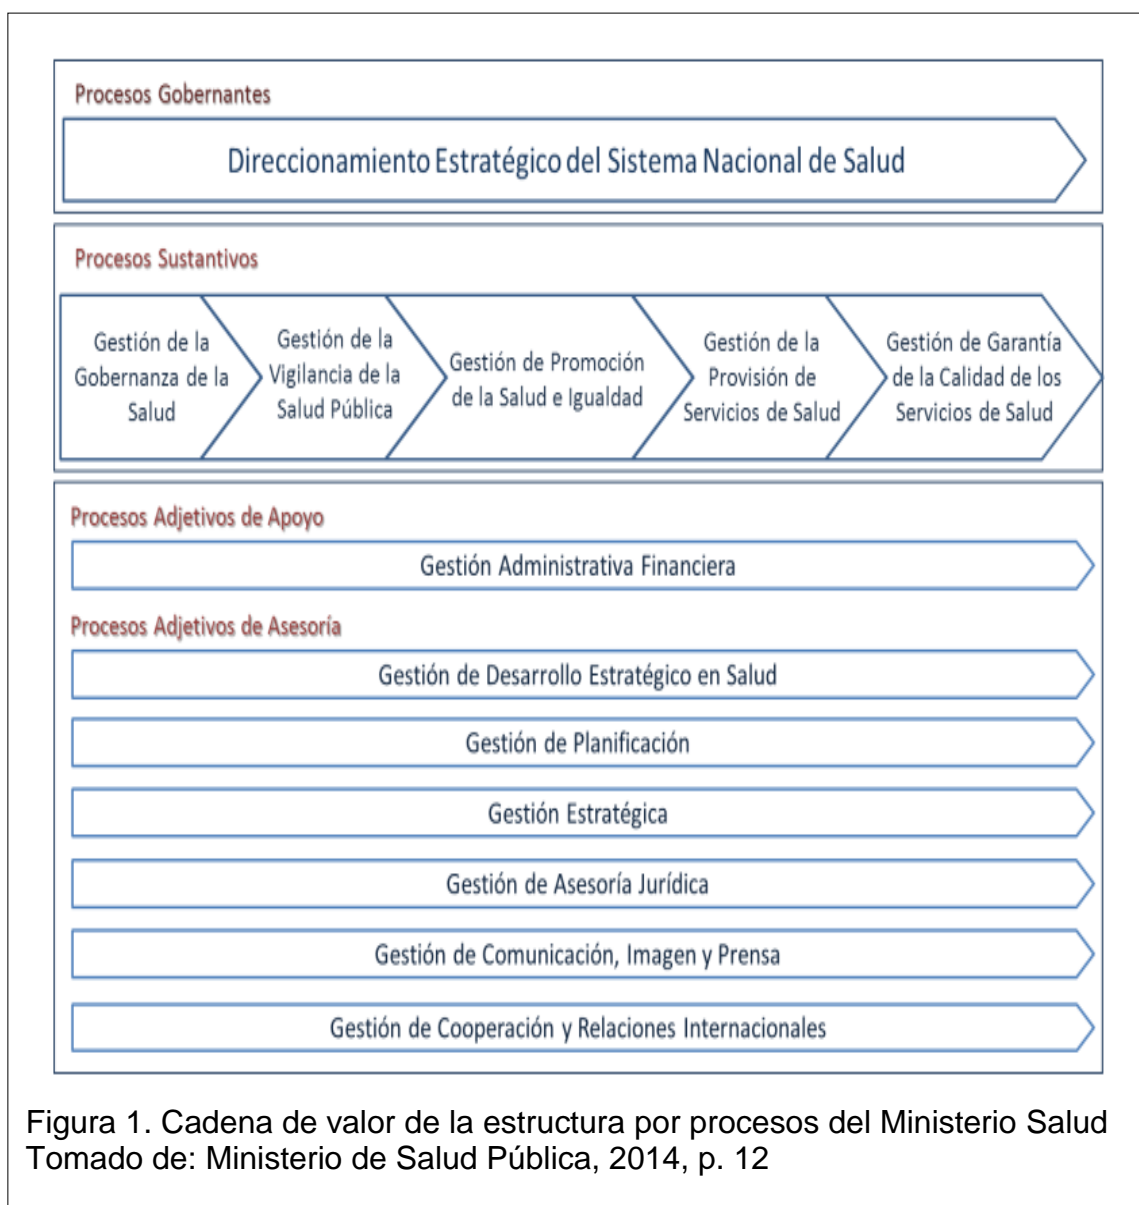 Procesos Gobernantes
Direccionamiento Estratégico del Sistema Nacional de Salud
Procesos Sustantivos
Gestión de la
Gobernanza de la
Salud
Gestión de la
Vigilancia de la
Salud Pública
Gestión de Promoción
de la Salud e Igualdad
Gestión de la
Provisión de
Servicios de Salud
Gestión de Garantía
de la Calidad de los
Servicios de Salud
Procesos Adjetivos de Apoyo
Gestión Administrativa Financiera
Procesos Adjetivos de Asesoría
Gestión de Desarrollo Estratégico en Salud
Gestión de Planificación
Gestión Estratégica
Gestión de Asesoría Jurídica
Gestión de Comunicación, Imagen y Prensa
Gestión de Cooperación y Relaciones Internacionales
Figura 1. Cadena de valor de la estructura por procesos del Ministerio Salud
Tomado de: Ministerio de Salud Pública, 2014, p. 12